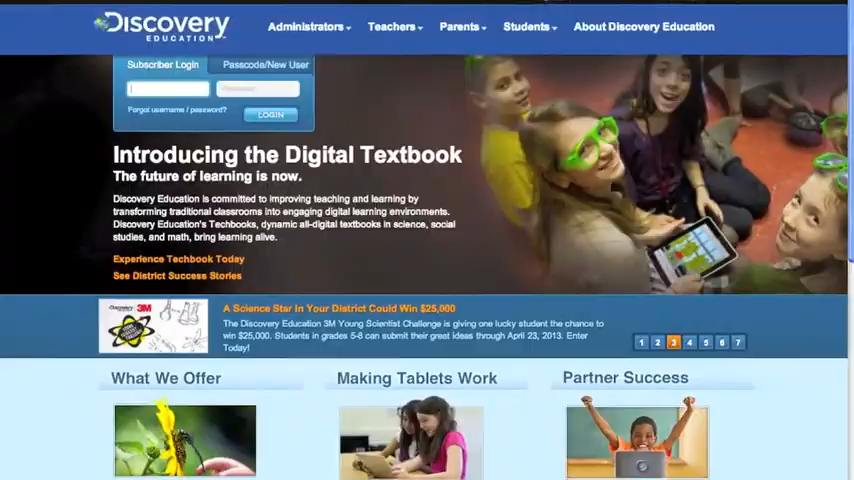 Discovery
EDUCATION
Administrators Teachers Parents Students About Discovery Education
Subscriber Login Passcode/New User
Password
Forgot username / password? LOGIN
Introducing the Digital Textbook
The future of learning is now.
Discovery Education is committed to improving teaching and learning by
transforming traditional classrooms into engaging digital learning environments.
Discovery Education's Techbooks, dynamic all-digital textbooks in science, social
studies, and math, bring learning alive.
Experience Techbook Today
See District Success Stories
Discovery 3M
A Science Star In Your District Could Win $25,000
The Discovery Education 3M Young Scientist Challenge is giving one lucky student the chance to
win $25,000. Students in grades 5-8 can submit their great ideas through April 23, 2013. Enter
Today!
1 2 3 4 5 6 7
What We Offer Making Tablets Work Partner Success